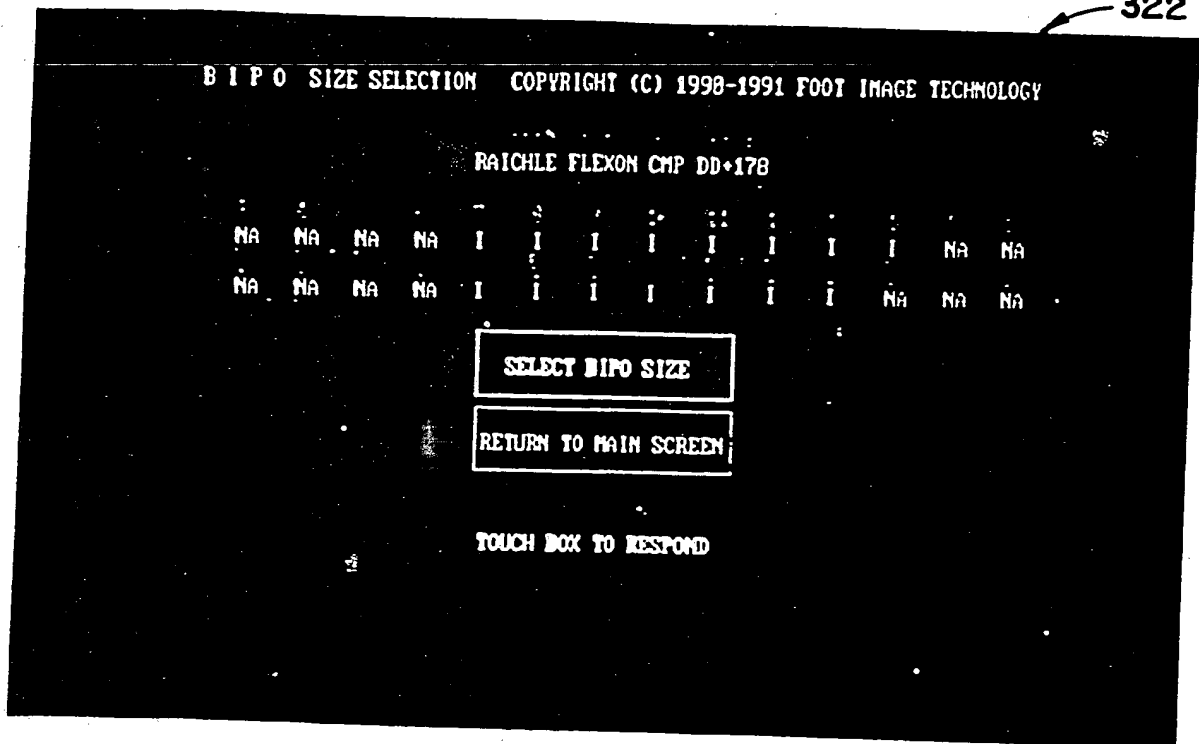 322
B I P O SIZE SELECTION COPYRIGHT (C) 1990-1991 FOOT IMAGE TECHNOLOGY
RAICHLE FLEXON CMP DD+178
NA NA NA NA I I I I I I I I NA NA
NA NA NA NA I I I I I I I NA NA NA
SELECT BIPO SIZE
RETURN TO MAIN SCREEN
TOUCH BOX TO RESPOND